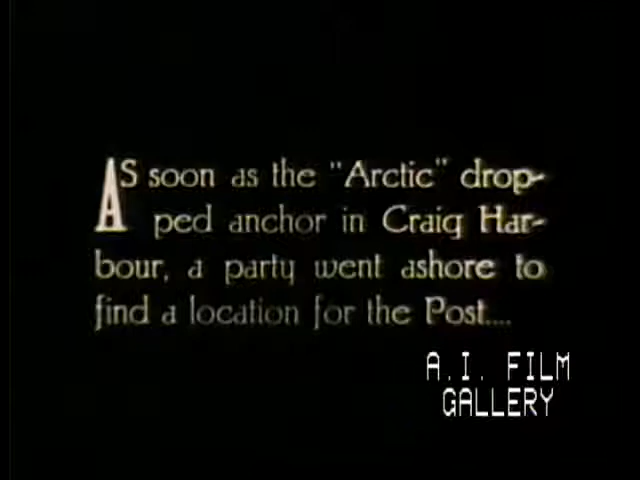 As soon as the "Arctic" drop-
ped anchor in Craig Har-
bour, a party went ashore to
find a location for the Post....
A.I. FILM
GALLERY